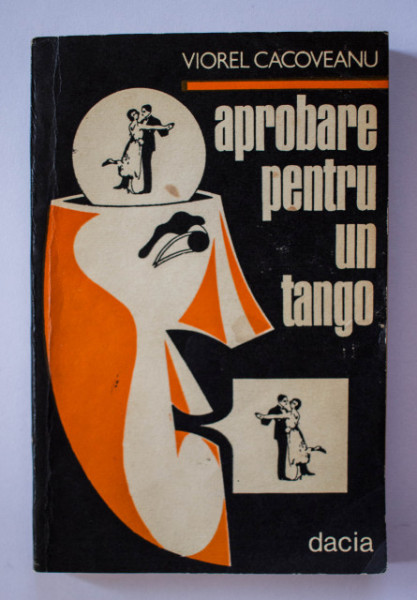 VIOREL CACOVEANU
aprobare
pentru
un
tango
dacia